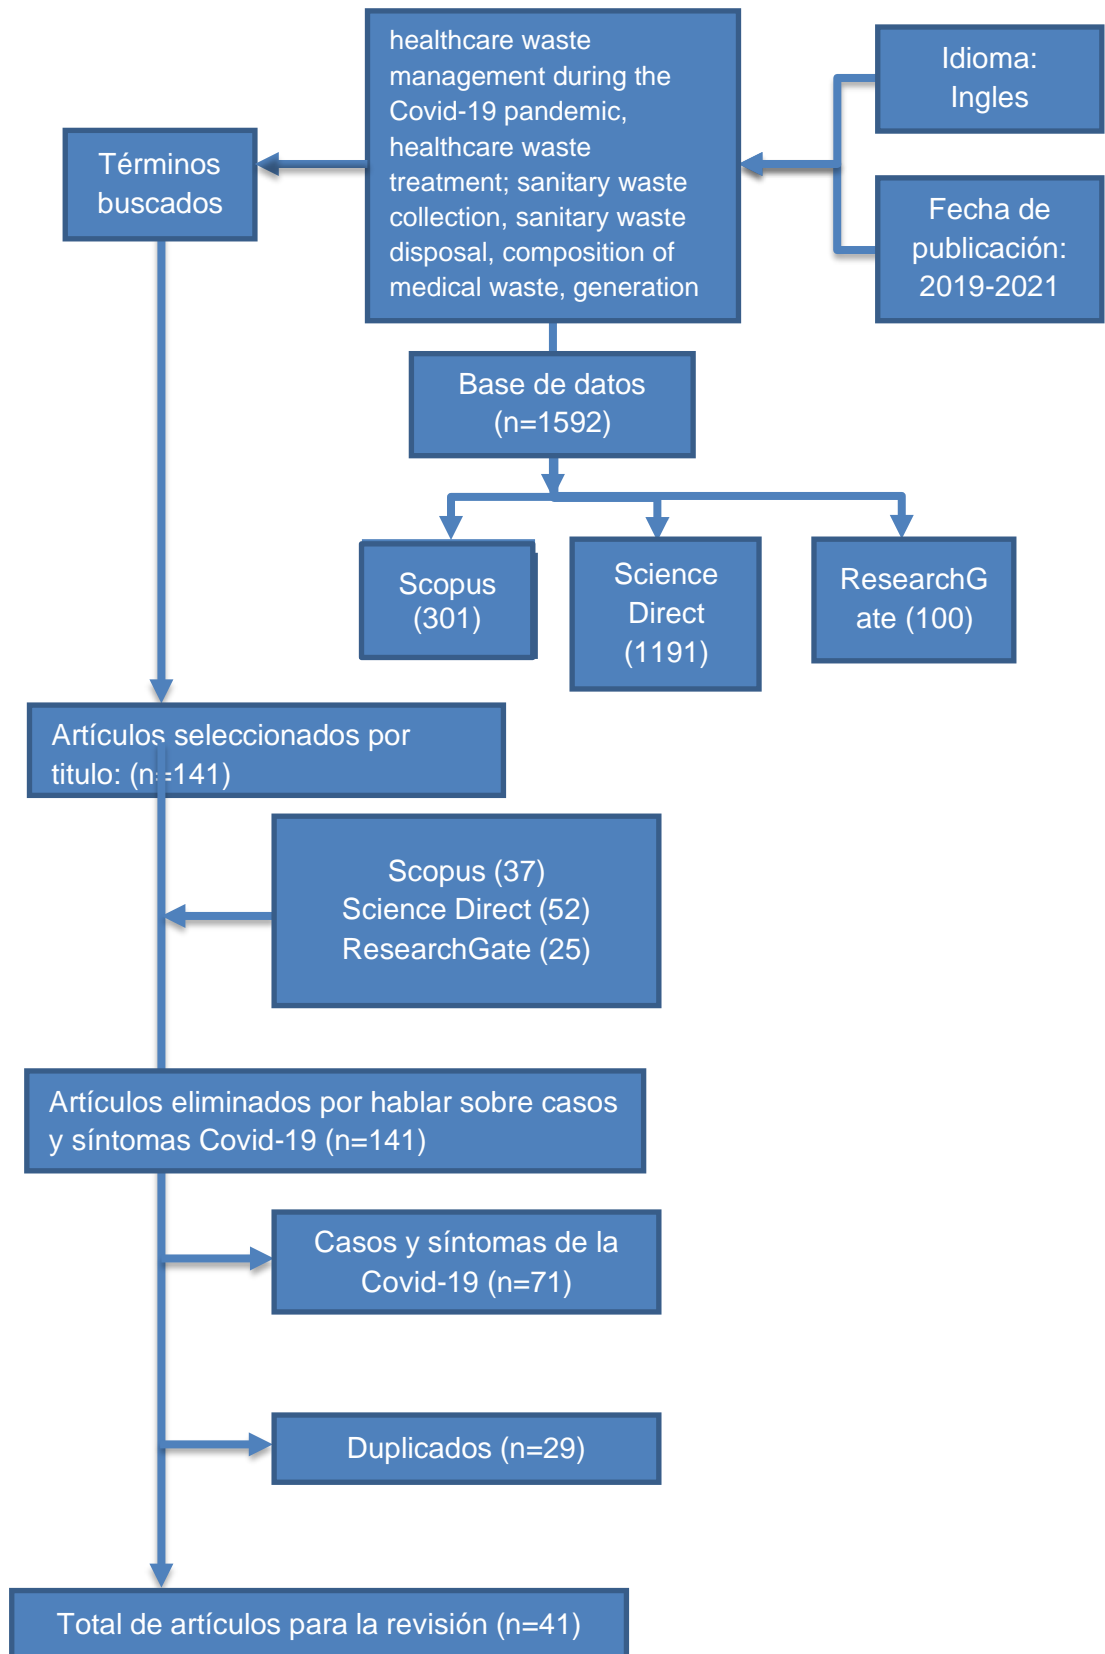 healthcare waste
management during the
Covid-19 pandemic,
healthcare waste
treatment; sanitary waste
collection, sanitary waste
disposal, composition of
medical waste, generation
Idioma:
Ingles
Fecha de
publicación:
2019-2021
Términos
buscados
Base de datos
(n=1592)
Scopus
(301)
Science
Direct
(1191)
ResearchG
ate (100)
Artículos seleccionados por
titulo: (n=141)
Scopus (37)
Science Direct (52)
ResearchGate (25)
Artículos eliminados por hablar sobre casos
y síntomas Covid-19 (n=141)
Casos y síntomas de la
Covid-19 (n=71)
Duplicados (n=29)
Total de artículos para la revisión (n=41)